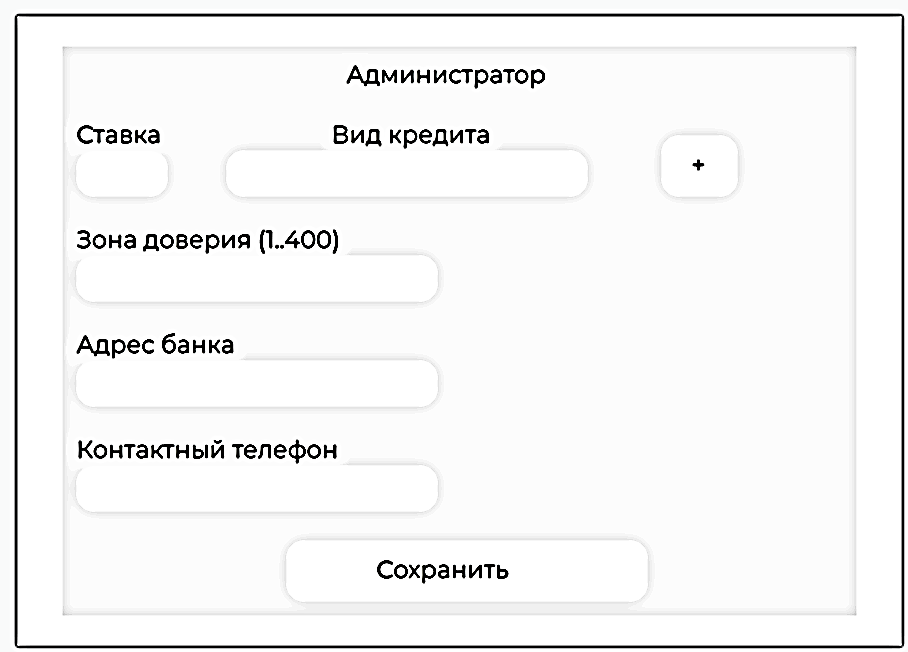 Администратор
Ставка
Вид кредита
+
Зона доверия (1..400)
Адрес банка
Контактный телефон
Сохранить